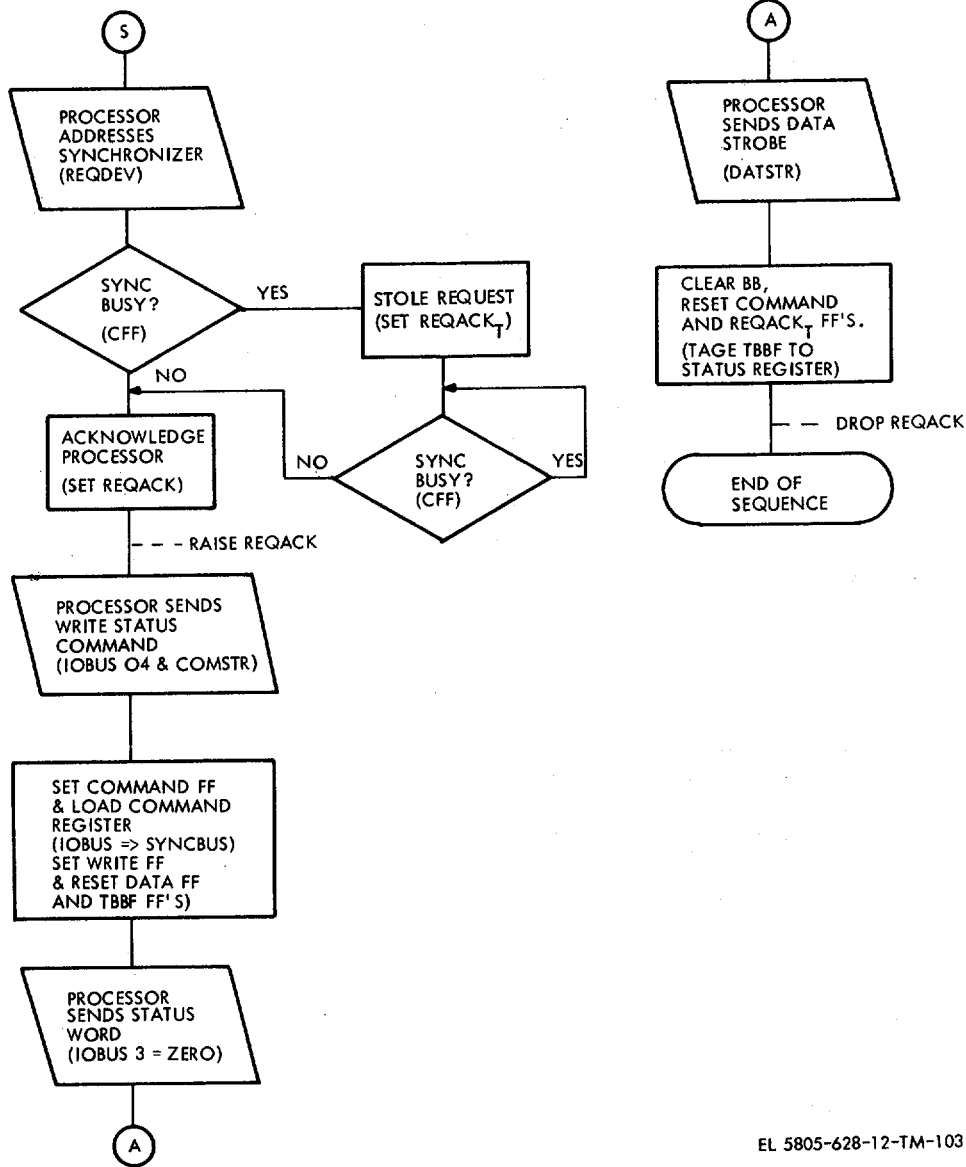 S
PROCESSOR
ADDRESSES
SYNCHRONIZER
(REQDEV)
SYNC
BUSY?
(CFF)
YES
STOLE REQUEST
(SET REQACKT)
NO
ACKNOWLEDGE
PROCESSOR
(SET REQACK)
NO
SYNC
BUSY?
(CFF)
YES
RAISE REQACK
PROCESSOR SENDS
WRITE STATUS
COMMAND
(IOBUS O4 & COMSTR)
SET COMMAND FF
& LOAD COMMAND
REGISTER
(IOBUS => SYNCBUS)
SET WRITE FF
& RESET DATA FF
AND TBBF FF'S)
PROCESSOR
SENDS STATUS
WORD
(IOBUS 3 = ZERO)
A
A
PROCESSOR
SENDS DATA
STROBE
(DATSTR)
CLEAR BB,
RESET COMMAND
AND REQACKT FF'S.
(TAGE TBBF TO
STATUS REGISTER)
DROP REQACK
END OF
SEQUENCE
EL 5805-628-12-TM-103